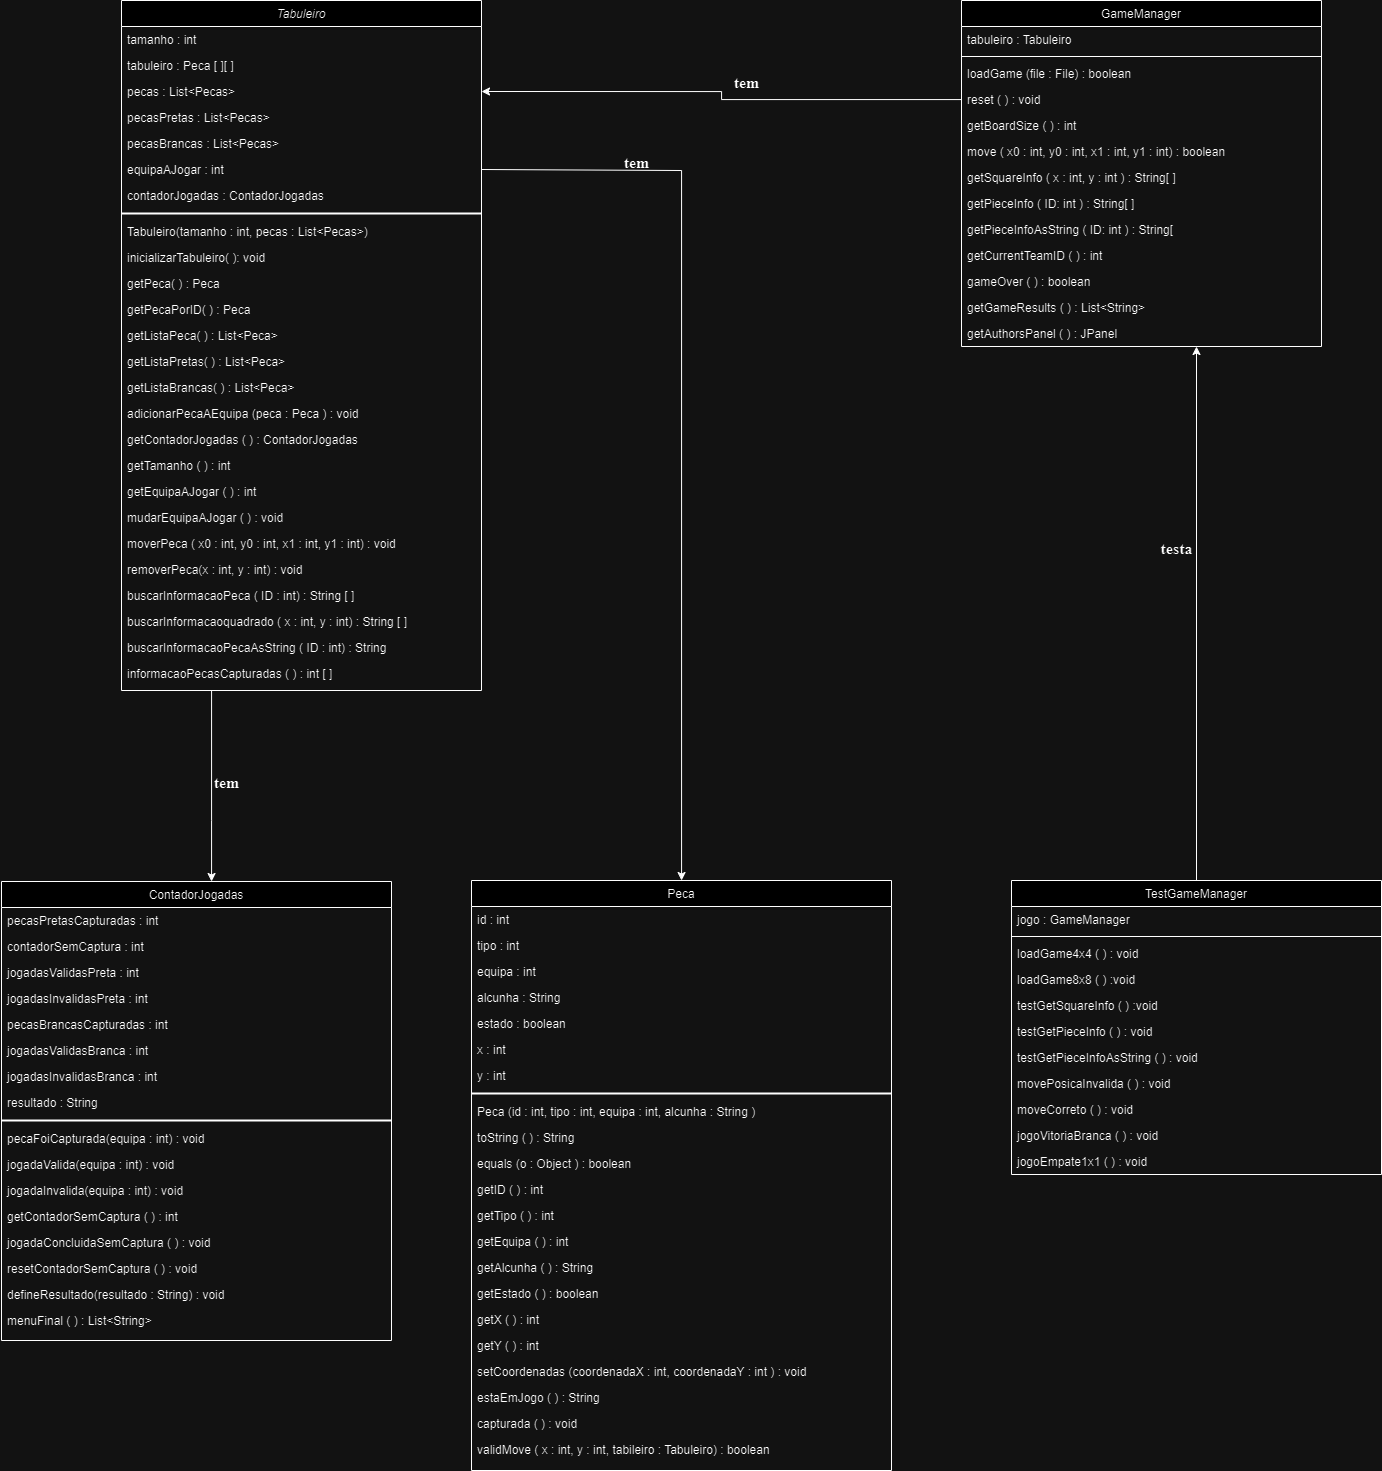 Tabuleiro
tamanho : int
tabuleiro : Peca [ ][ ]
pecas : List<Pecas>
pecasPretas : List<Pecas>
pecasBrancas : List<Pecas>
equipaAJogar : int
contadorJogadas : ContadorJogadas
Tabuleiro(tamanho : int, pecas : List<Pecas>)
inicializarTabuleiro( ): void
getPeca( ) : Peca
getPecaPorID( ) : Peca
getListaPeca( ) : List<Peca>
getListaPretas( ) : List<Peca>
getListaBrancas( ) : List<Peca>
adicionarPecaAEquipa (peca : Peca ) : void
getContadorJogadas ( ) : ContadorJogadas
getTamanho ( ) : int
getEquipaAJogar ( ) : int
mudarEquipaAJogar ( ) : void
moverPeca ( x0 : int, y0 : int, x1 : int, y1 : int) : void
removerPeca(x : int, y : int) : void
buscarInformacaoPeca ( ID : int) : String [ ]
buscarInformacaoquadrado ( x : int, y : int) : String [ ]
buscarInformacaoPecaAsString ( ID : int) : String
informacaoPecasCapturadas ( ) : int [ ]
tem
tem
tem
GameManager
tabuleiro : Tabuleiro
loadGame (file : File) : boolean
reset ( ) : void
getBoardSize ( ) : int
move ( x0 : int, y0 : int, x1 : int, y1 : int) : boolean
getSquareInfo ( x : int, y : int ) : String[ ]
getPieceInfo ( ID: int ) : String[ ]
getPieceInfoAsString ( ID: int ) : String[
getCurrentTeamID ( ) : int
gameOver ( ) : boolean
getGameResults ( ) : List<String>
getAuthorsPanel ( ) : JPanel
testa
ContadorJogadas
pecasPretasCapturadas : int
contadorSemCaptura : int
jogadasValidasPreta : int
jogadasInvalidasPreta : int
pecasBrancasCapturadas : int
jogadasValidasBranca : int
jogadasInvalidasBranca : int
resultado : String
pecaFoiCapturada(equipa : int) : void
jogadaValida(equipa : int) : void
jogadaInvalida(equipa : int) : void
getContadorSemCaptura ( ) : int
jogadaConcluidaSemCaptura ( ) : void
resetContadorSemCaptura ( ) : void
defineResultado(resultado : String) : void
menuFinal ( ) : List<String>
Peca
id : int
tipo : int
equipa : int
alcunha : String
estado : boolean
x : int
y : int
Peca (id : int, tipo : int, equipa : int, alcunha : String )
toString ( ) : String
equals (o : Object ) : boolean
getID ( ) : int
getTipo ( ) : int
getEquipa ( ) : int
getAlcunha ( ) : String
getEstado ( ) : boolean
getX ( ) : int
getY ( ) : int
setCoordenadas (coordenadaX : int, coordenadaY : int ) : void
estaEmJogo ( ) : String
capturada ( ) : void
validMove ( x : int, y : int, tabileiro : Tabuleiro) : boolean
TestGameManager
jogo : GameManager
loadGame4x4 ( ) : void
loadGame8x8 ( ) :void
testGetSquareInfo ( ) :void
testGetPieceInfo ( ) : void
testGetPieceInfoAsString ( ) : void
movePosicaInvalida ( ) : void
moveCorreto ( ) : void
jogoVitoriaBranca ( ) : void
jogoEmpate1x1 ( ) : void